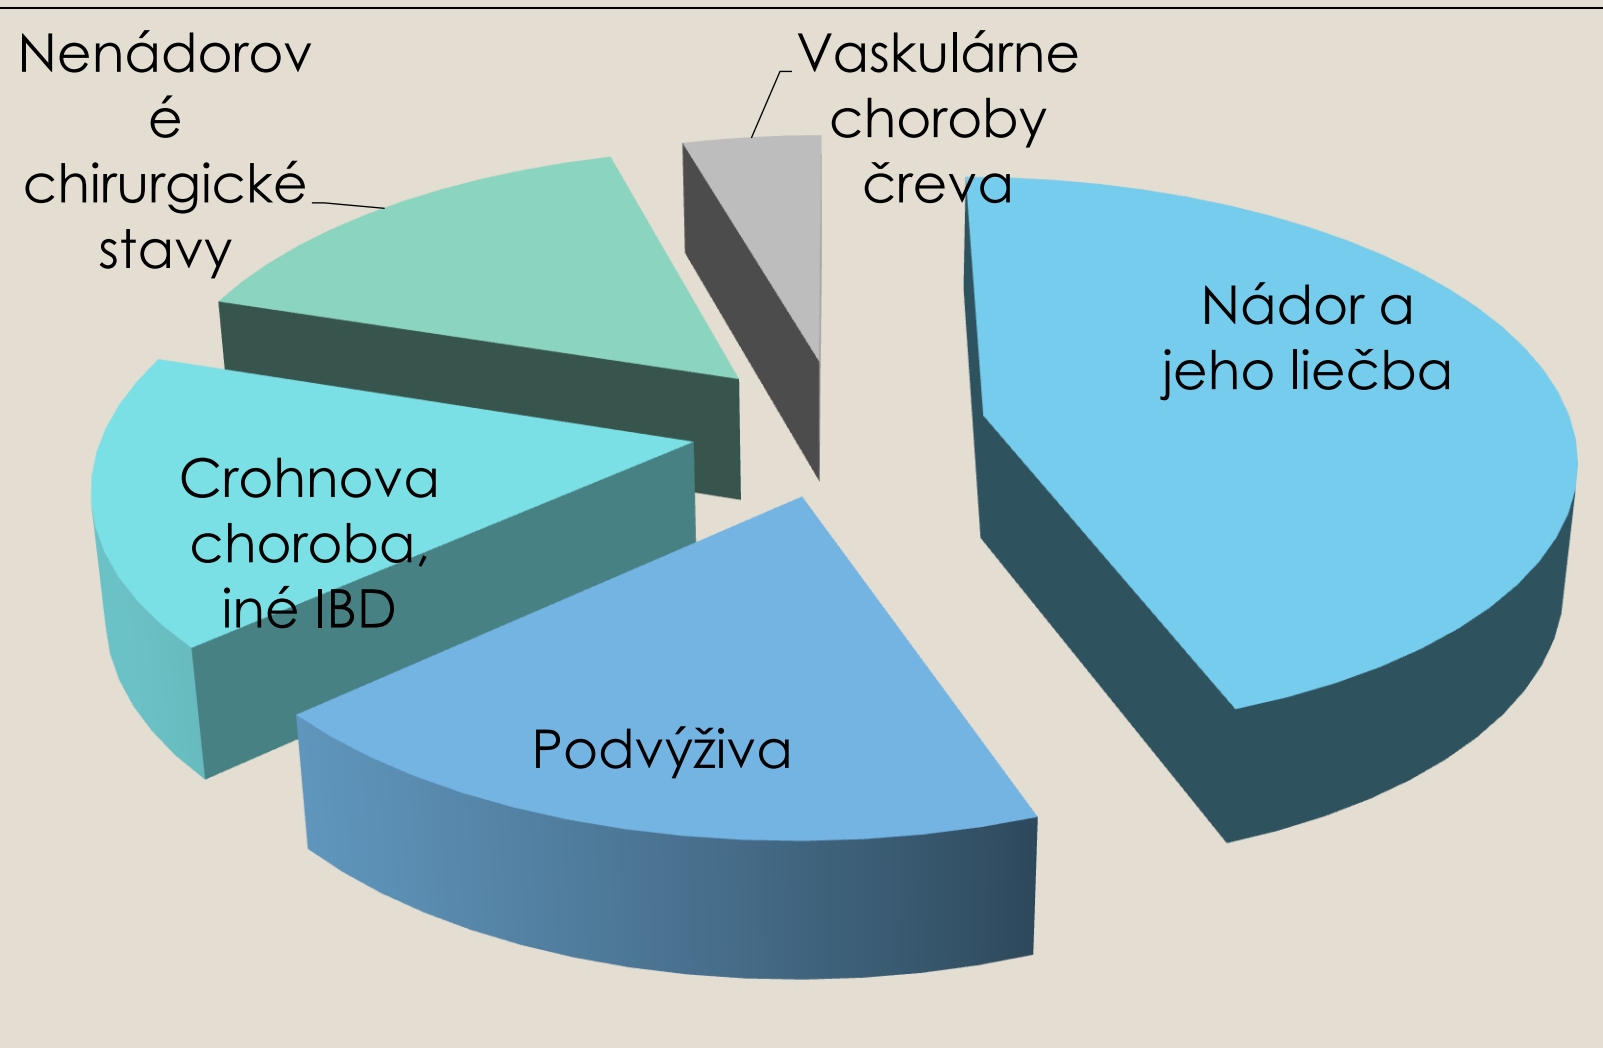 Nenádorov
é
chirurgické
stavy
Vaskulárne
choroby
čreva
Nádor a
jeho liečba
Crohnova
choroba,
iné IBD
Podvýživa